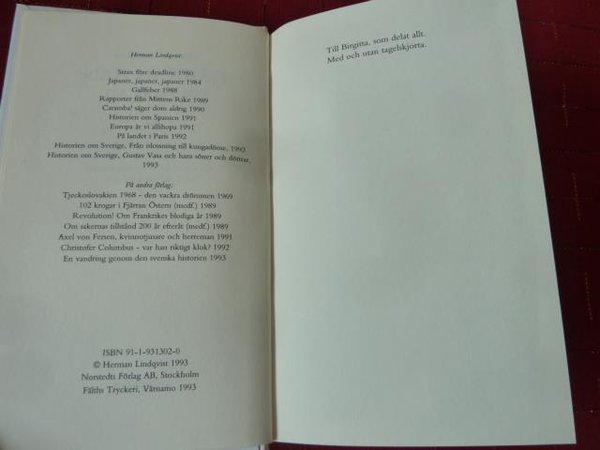 Herman Lindqvist:
Strax före deadline 1980
Japaner, japaner, japaner 1984
Gallfeber 1988
Rapporter från Mittens Rike 1989
Caramba! säger dom aldrig 1990
Historien om Spanien 1991
Europa är vi allihopa 1991
På landet i Paris 1992
Historien om Sverige, Från islossning till kungadöme, 1992
Historien om Sverige, Gustav Vasa och hans söner och döttrar,
1993
På andra förlag:
Tjeckoslovakien 1968 – den vackra drömmen 1969
102 krogar i Fjärran Östern (medf.) 1989
Revolution! Om Frankrikes blodiga år 1989
Om sakernas tillstånd 200 år efteråt (medf.) 1989
Axel von Fersen, kvinnotjusare och herreman 1991
Christofer Columbus – var han riktigt klok? 1992
En vandring genom den svenska historien 1993
ISBN 91-1-931302-0
© Herman Lindqvist 1993
Norstedts Förlag AB, Stockholm
Fälths Tryckeri, Värnamo 1993
Till Birgitta, som delat allt.
Med och utan tagelskjorta.